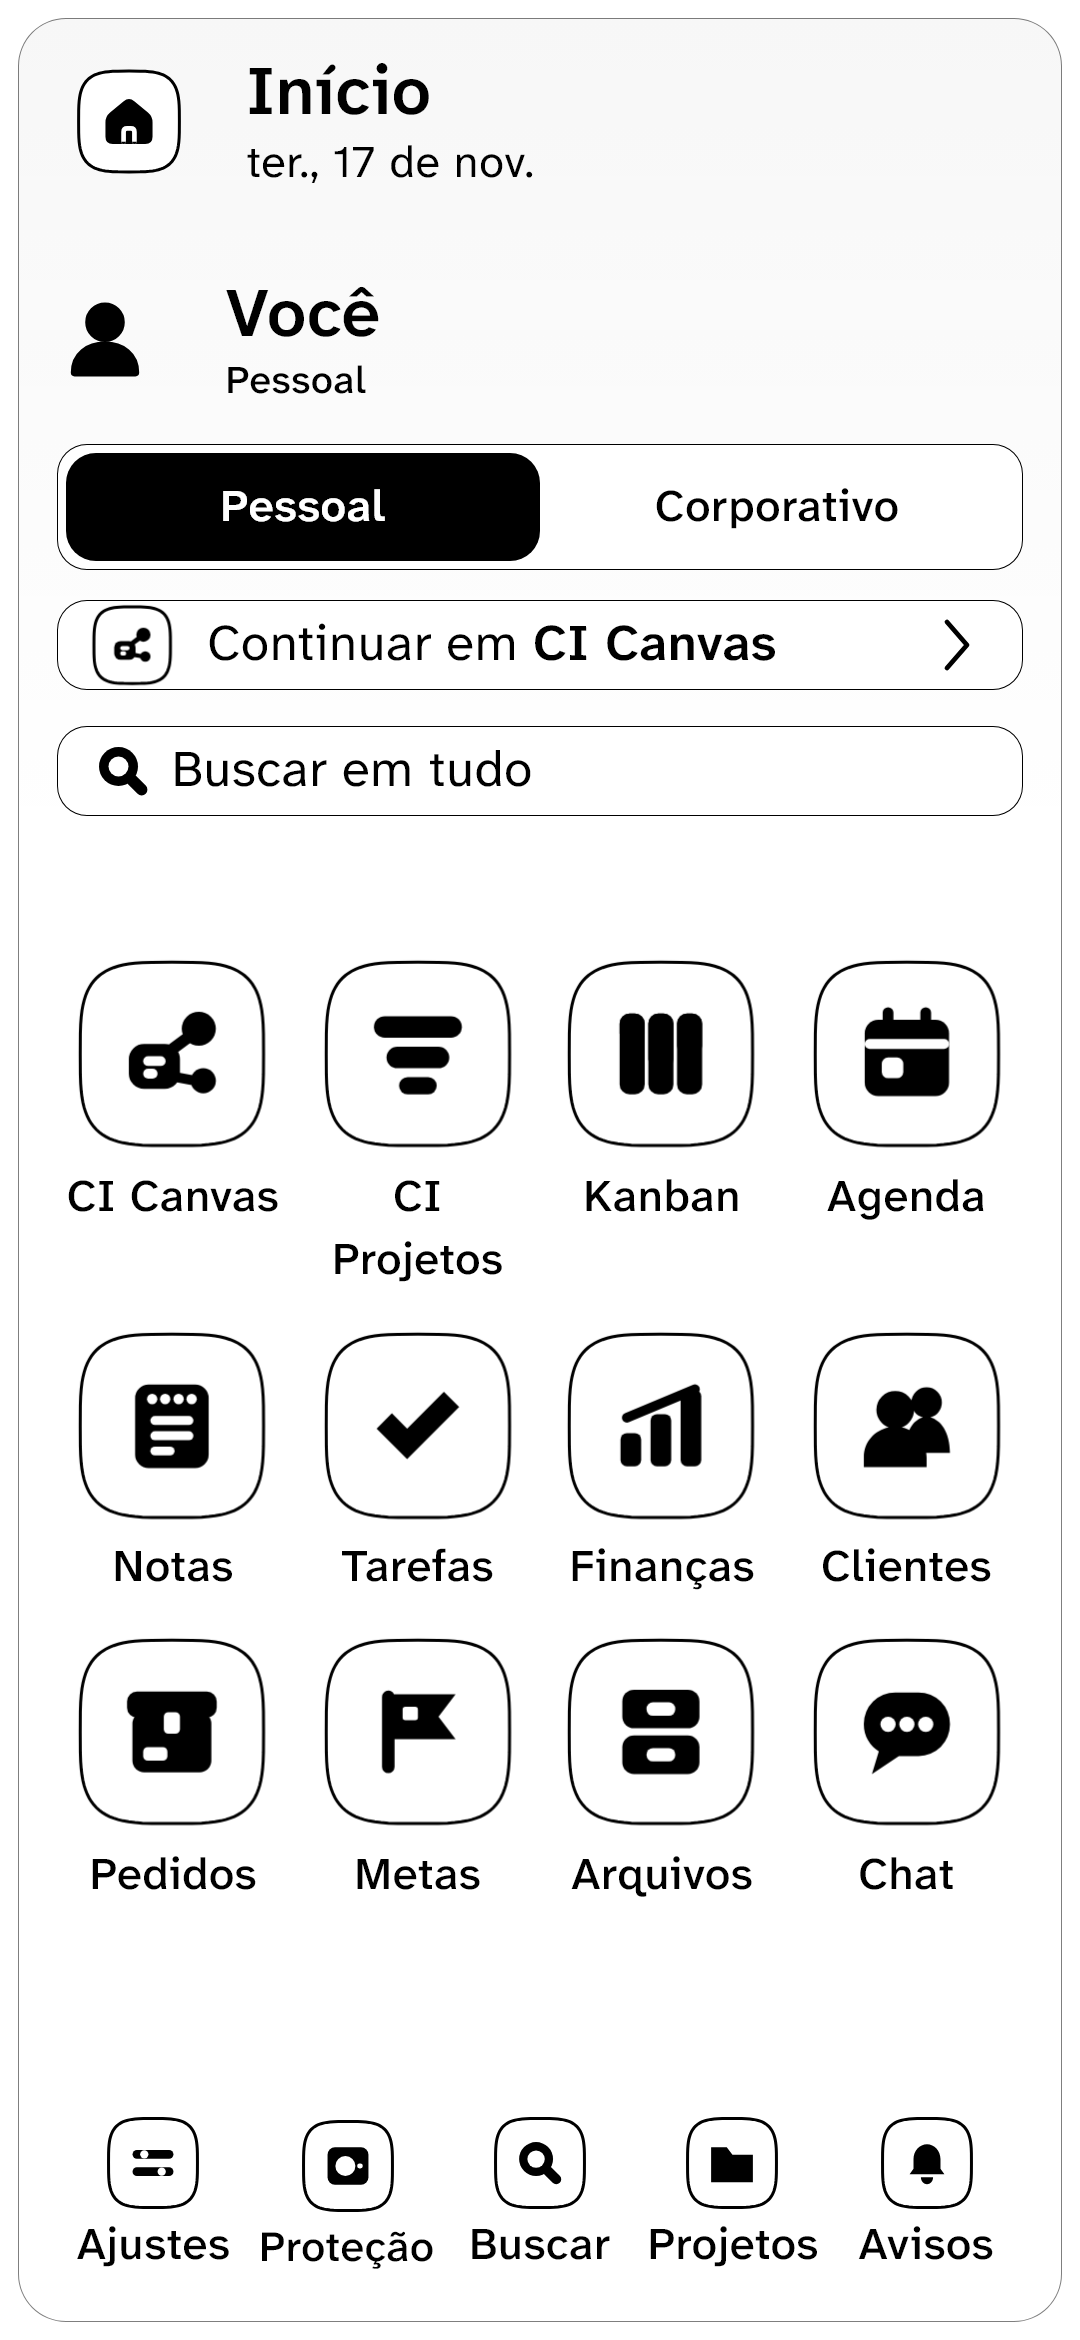 Início
ter., 17 de nov.
Você
Pessoal
Pessoal
Corporativo
Continuar em CI Canvas
Buscar em tudo
CI Canvas
CI
Projetos
Kanban
Agenda
Notas
Tarefas
Finanças
Clientes
Pedidos
Metas
Arquivos
Chat
Ajustes
Proteção
Buscar
Projetos
Avisos